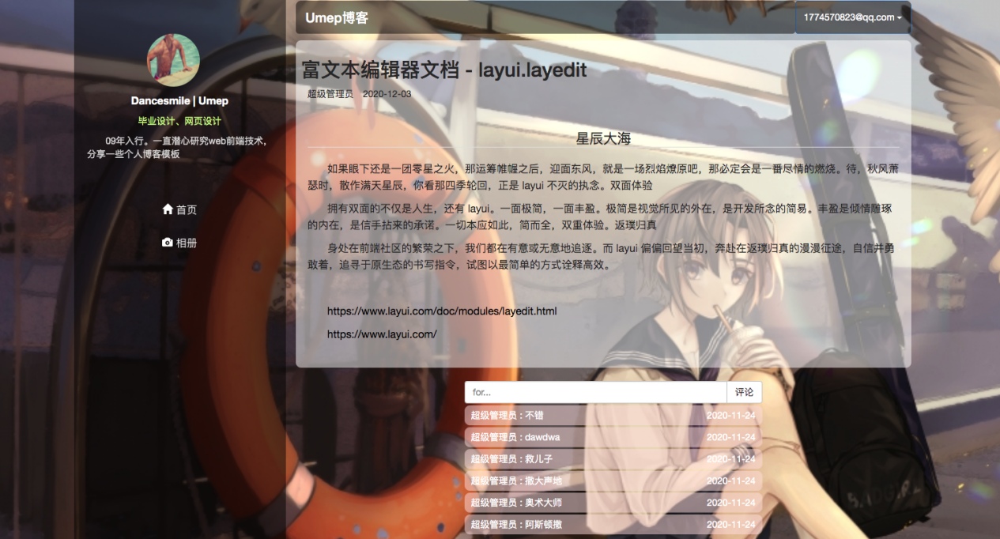 Umep博客
1774570823@qq.com
Dancesmile | Umep
毕业设计、网页设计
09年入行。一直潜心研究web前端技术，
分享一些个人博客模板
首页
相册
富文本编辑器文档 - layui.layedit
超级管理员 2020-12-03
星辰大海
如果眼下还是一团零星之火，那运筹帷幄之后，迎面东风，就是一场烈焰燎原吧，那必定会是一番尽情的燃烧。待，秋风萧
瑟时，散作满天星辰，你看那四季轮回，正是 layui 不灭的执念。双面体验
拥有双面的不仅是人生，还有 layui。一面极简，一面丰盈。极简是视觉所见的外在，是开发所念的简易。丰盈是倾情雕琢
的内在，是信手拈来的承诺。一切本应如此，简而全，双重体验。返璞归真
身处在前端社区的繁荣之下，我们都在有意或无意地追逐。而 layui 偏偏回望当初，奔赴在返璞归真的漫漫征途，自信并勇
敢着，追寻于原生态的书写指令，试图以最简单的方式诠释高效。
https://www.layui.com/doc/modules/layedit.html
https://www.layui.com/
for... 评论
超级管理员 : 不错 2020-11-24
超级管理员 : dawdwa 2020-11-24
超级管理员 : 救儿子 2020-11-24
超级管理员 : 撒大声地 2020-11-24
超级管理员 : 奥术大师 2020-11-24
超级管理员 : 阿斯顿撒 2020-11-24